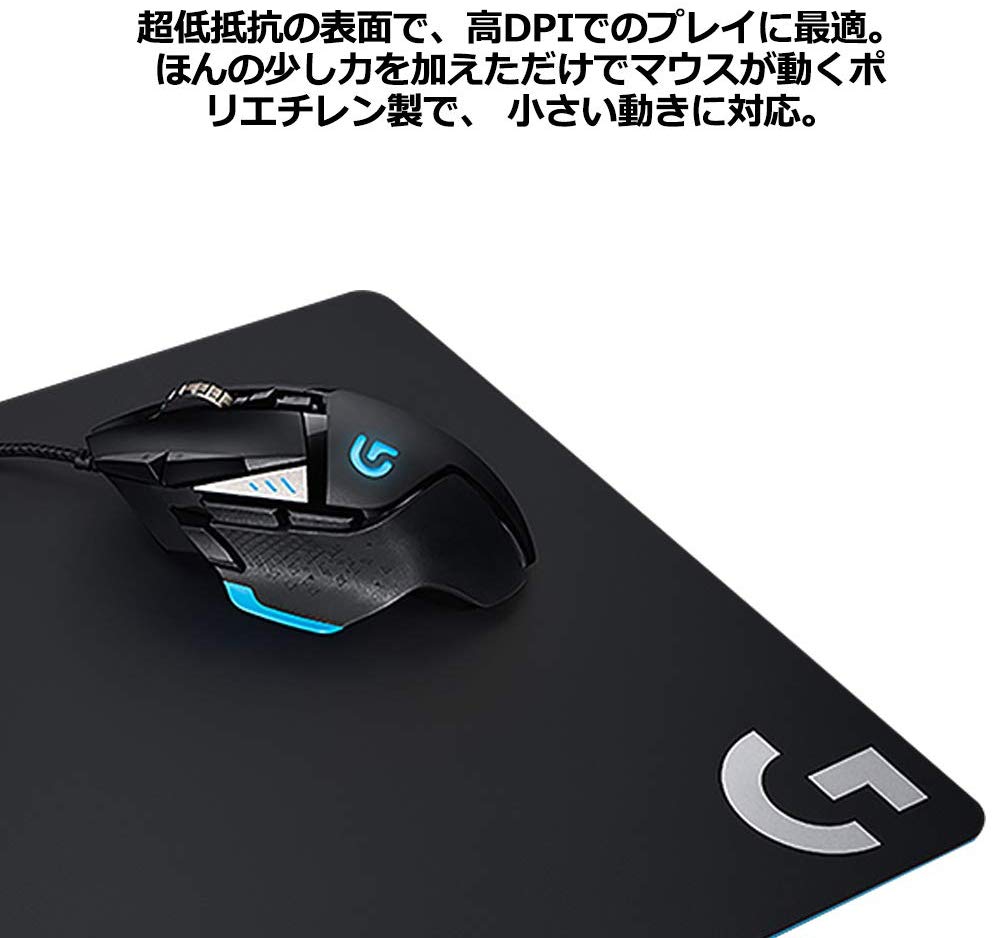 超低抵抗の表面で、高DPIでのプレイに最適。
ほんの少し力を加えただけでマウスが動くポ
リエチレン製で、 小さい動きに対応。